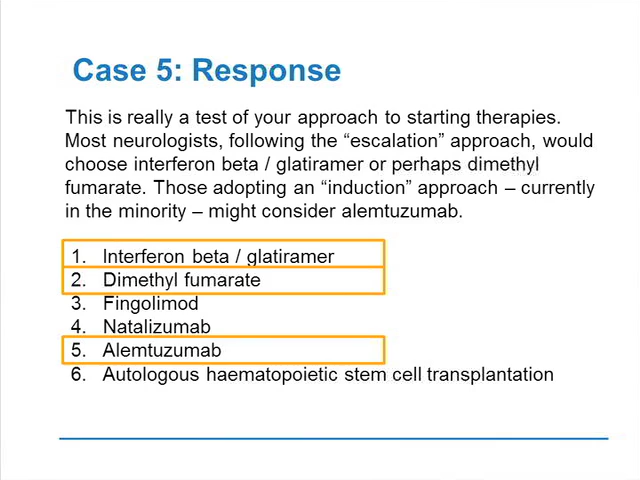 Case 5: Response
This is really a test of your approach to starting therapies.
Most neurologists, following the “escalation” approach, would
choose interferon beta / glatiramer or perhaps dimethyl
fumarate. Those adopting an “induction” approach – currently
in the minority – might consider alemtuzumab.
1. Interferon beta / glatiramer
2. Dimethyl fumarate
3. Fingolimod
4. Natalizumab
5. Alemtuzumab
6. Autologous haematopoietic stem cell transplantation